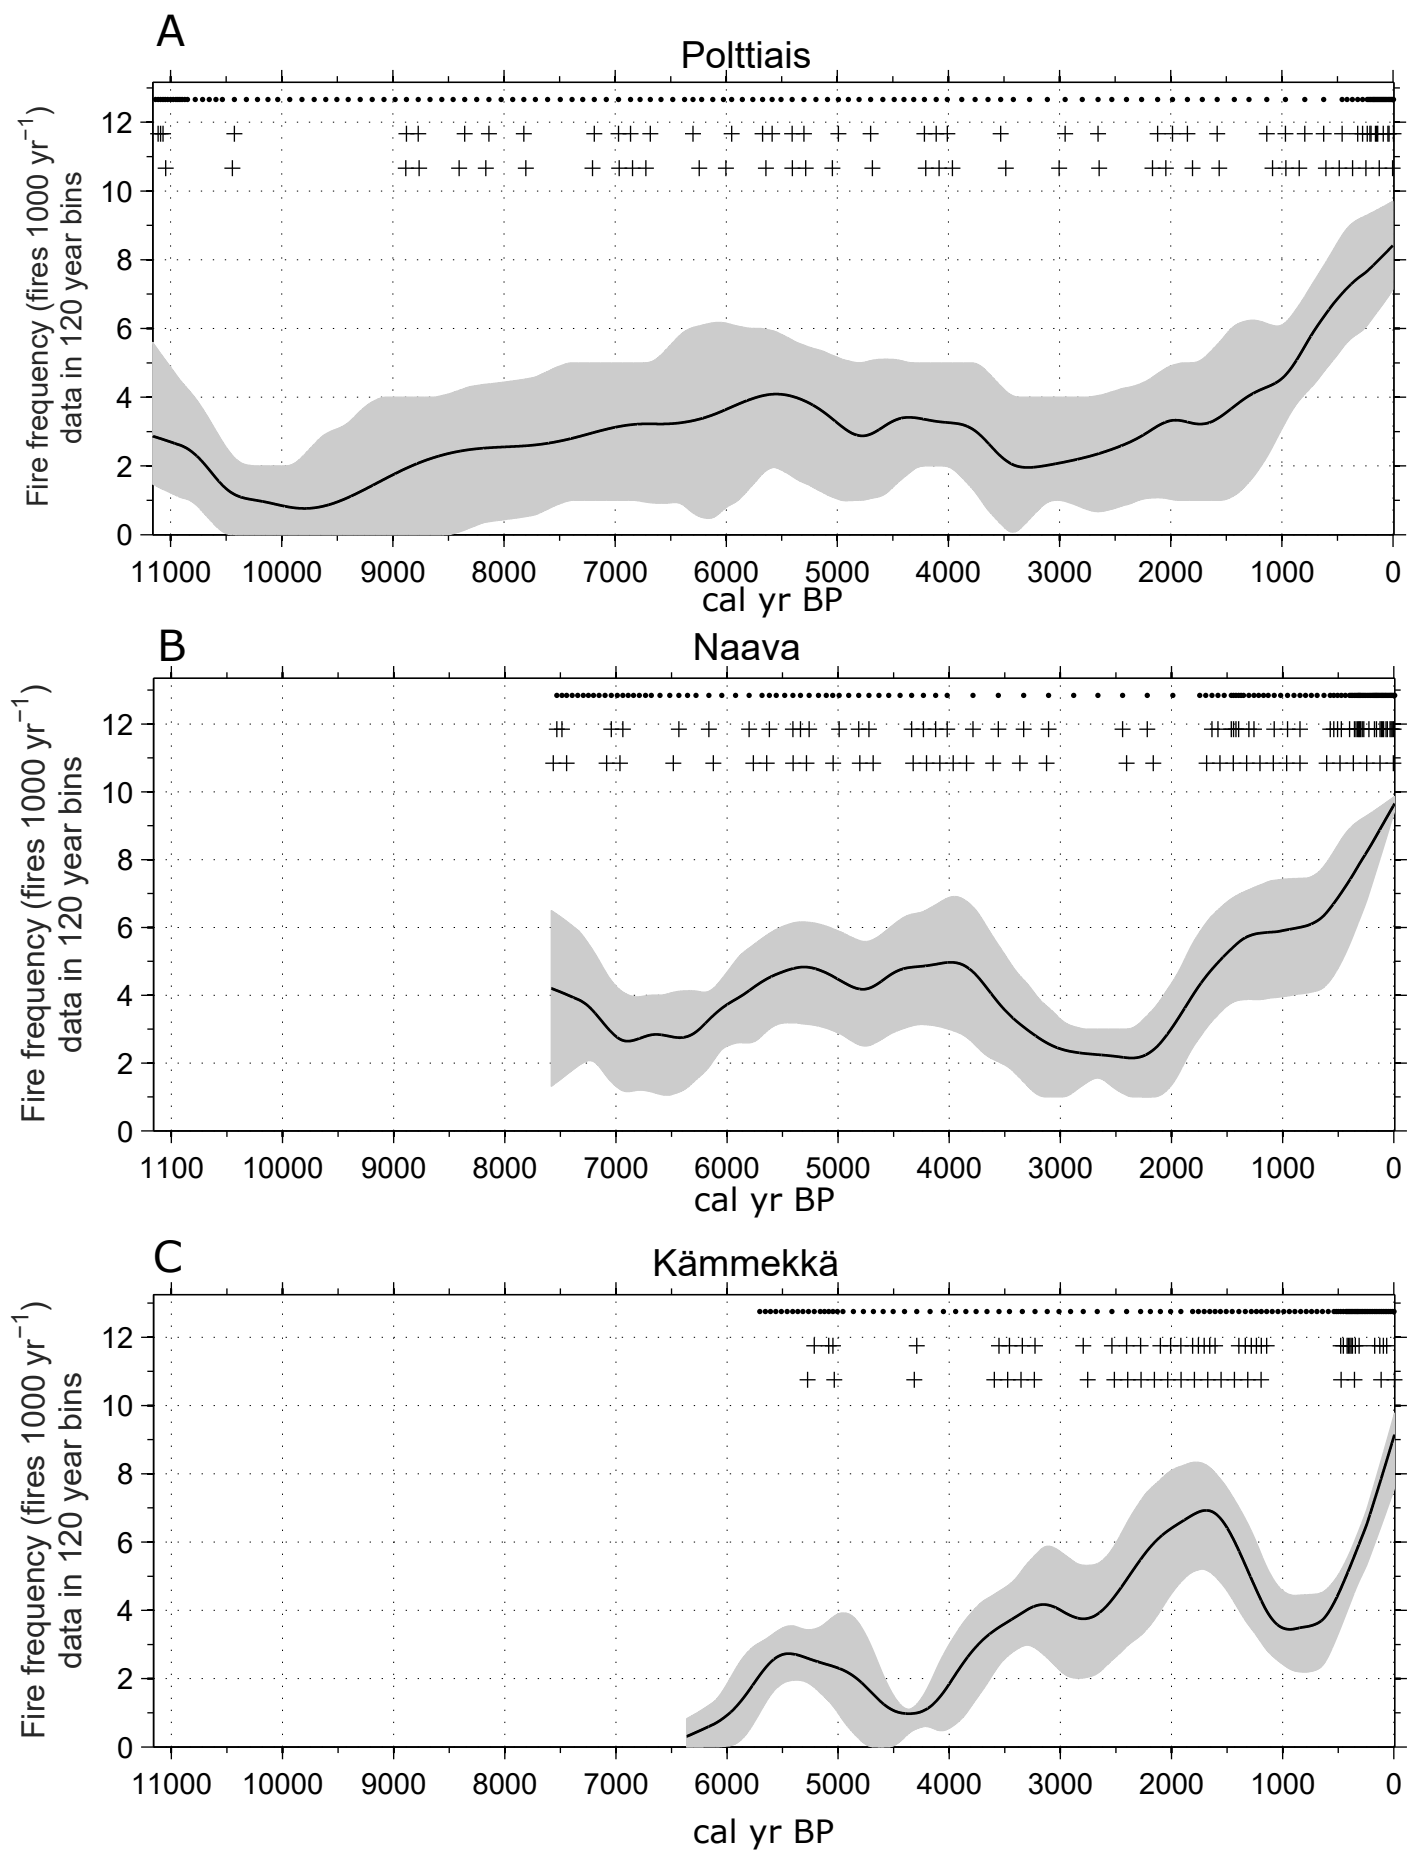 A
Polttiais
Fire frequency (fires 1000 yr⁻¹)
data in 120 year bins
12
10
8
6
4
2
0
11000 10000 9000 8000 7000 6000 5000 4000 3000 2000 1000 0
cal yr BP
B
Naava
Fire frequency (fires 1000 yr⁻¹)
data in 120 year bins
12
10
8
6
4
2
0
1100 10000 9000 8000 7000 6000 5000 4000 3000 2000 1000 0
cal yr BP
C
Kämmekkä
Fire frequency (fires 1000 yr⁻¹)
data in 120 year bins
12
10
8
6
4
2
0
11000 10000 9000 8000 7000 6000 5000 4000 3000 2000 1000 0
cal yr BP